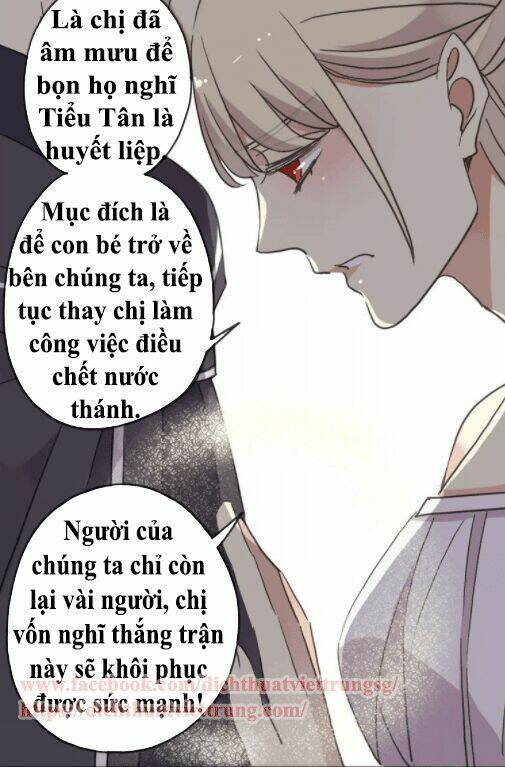 Là chị đã
âm mưu để
bọn họ nghĩ
Tiểu Tân là
huyết liệp.
Mục đích là
để con bé trở về
bên chúng ta, tiếp
tục thay chị làm
công việc điều
chết nước
thánh.
Người của
chúng ta chỉ còn
lại vài người, chị
vốn nghĩ thắng trận
này sẽ khôi phục
www.facebook.com/dichthuatviettrungsg/
được sức mạnh!
https://dichthuatviettrung.com/